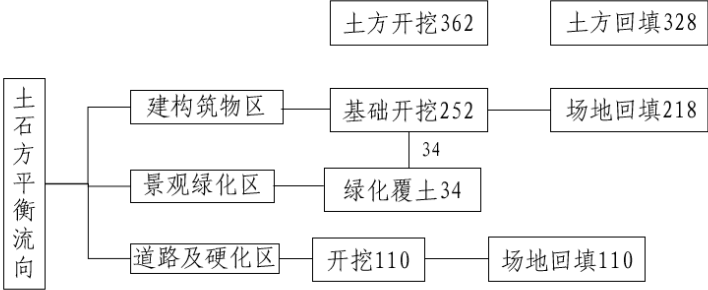 土方开挖362
土方回填328
土石方平衡流向
建构筑物区
基础开挖252
场地回填218
34
景观绿化区
绿化覆土34
道路及硬化区
开挖110
场地回填110